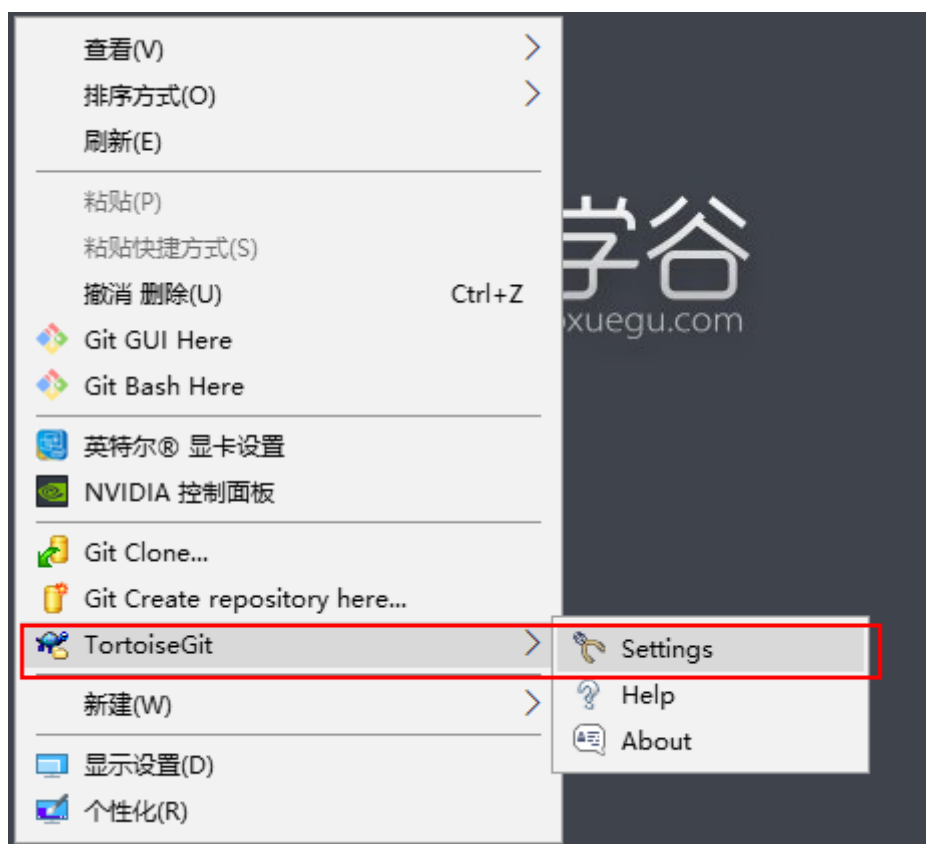 查看(V)
排序方式(O)
刷新(E)
粘贴(P)
粘贴快捷方式(S)
撤消 删除(U) Ctrl+Z
Git GUI Here
Git Bash Here
英特尔® 显卡设置
NVIDIA 控制面板
Git Clone...
Git Create repository here...
TortoiseGit
Settings
Help
About
新建(W)
显示设置(D)
个性化(R)
学谷
oxuegu.com